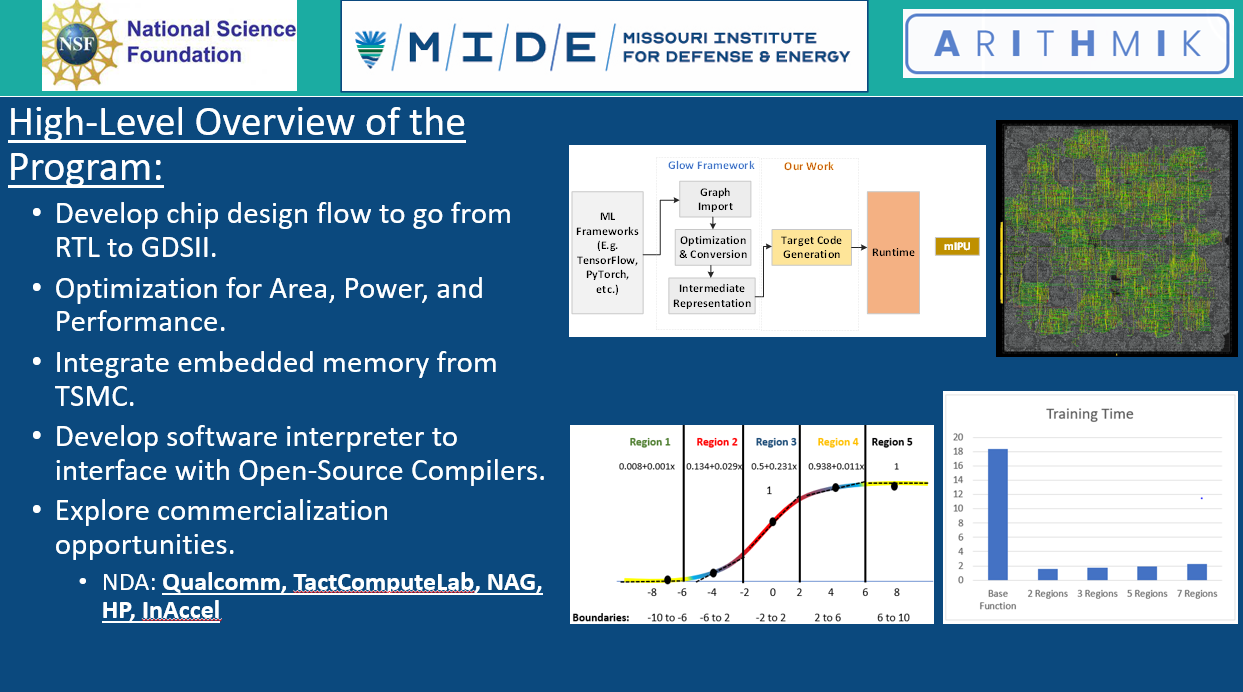 National Science
Foundation
NSF
M/I/D/E/
MISSOURI INSTITUTE
FOR DEFENSE & ENERGY
ARITHMIK
High-Level Overview of the
Program:
• Develop chip design flow to go from
RTL to GDSII.
• Optimization for Area, Power, and
Performance.
• Integrate embedded memory from
TSMC.
• Develop software interpreter to
interface with Open-Source Compilers.
• Explore commercialization
opportunities.
• NDA: Qualcomm, TactComputeLab, NAG,
HP, InAccel
Glow Framework
Our Work
ML
Frameworks
(E.g.
TensorFlow,
PyTorch,
etc.)
Graph
Import
Optimization
& Conversion
Intermediate
Representation
Target Code
Generation
Runtime
mIPU
Region 1 Region 2 Region 3 Region 4 Region 5
0.008+0.001x 0.134+0.029x 0.5+0.231x 0.938+0.011x 1
1
-8 -6 -4 -2 0 2 4 6 8
Boundaries: -10 to -6 -6 to 2 -2 to 2 2 to 6 6 to 10
Training Time
20
18
16
14
12
10
8
6
4
2
0
Base
Function
2 Regions
3 Regions
5 Regions
7 Regions